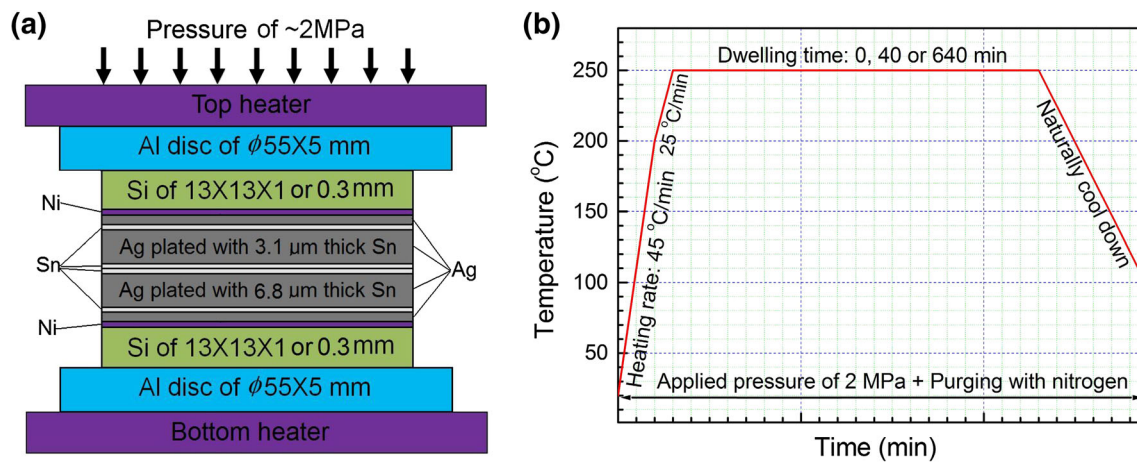 (a)
Pressure of ~2MPa
Top heater
Al disc of ϕ55X5 mm
Si of 13X13X1 or 0.3mm
Ni
Ag plated with 3.1 µm thick Sn
Sn
Ag
Ag plated with 6.8 µm thick Sn
Ni
Si of 13X13X1 or 0.3mm
Al disc of ϕ55X5 mm
Bottom heater
(b)
Dwelling time: 0, 40 or 640 min
250
200
150
100
50
Temperature (°C)
Heating rate: 45 °C/min 25 °C/min
Naturally cool down
Applied pressure of 2 MPa + Purging with nitrogen
Time (min)